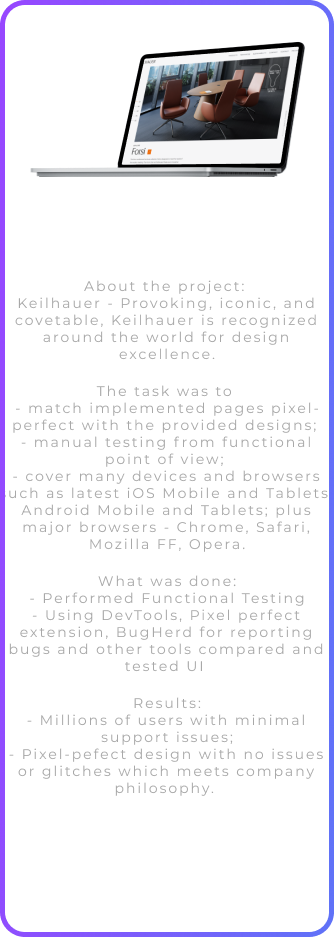 Forsi
About the project:
Keilhauer - Provoking, iconic, and
covetable, Keilhauer is recognized
around the world for design
excellence.
The task was to
- match implemented pages pixel-
perfect with the provided designs;
- manual testing from functional
point of view;
- cover many devices and browsers
such as latest iOS Mobile and Tablets,
Android Mobile and Tablets; plus
major browsers - Chrome, Safari,
Mozilla FF, Opera.
What was done:
- Performed Functional Testing
- Using DevTools, Pixel perfect
extension, BugHerd for reporting
bugs and other tools compared and
tested UI
Results:
- Millions of users with minimal
support issues;
- Pixel-pefect design with no issues
or glitches which meets company
philosophy.